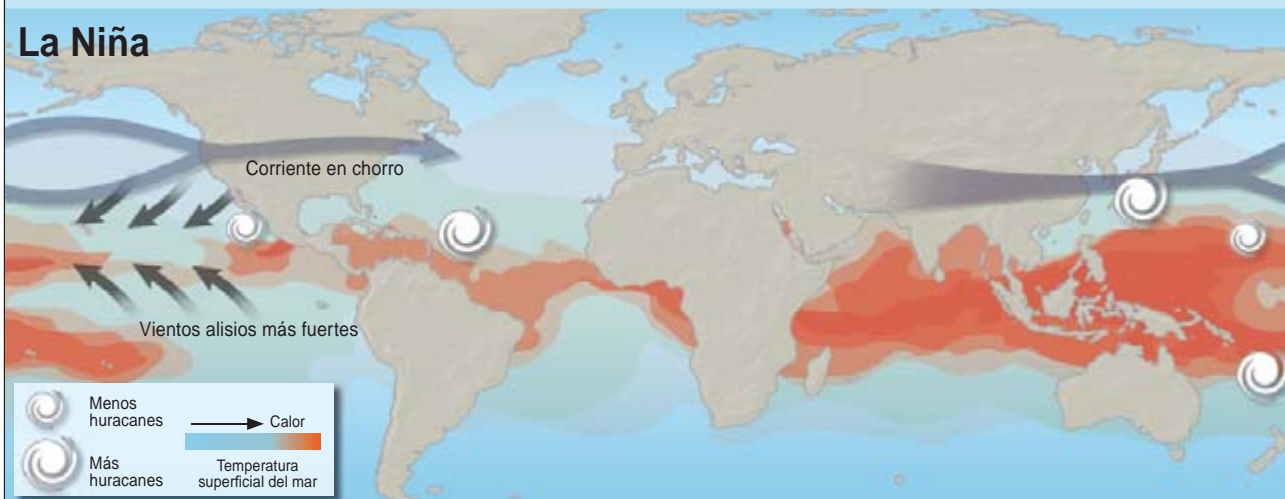 La Niña
Corriente en chorro
Vientos alisios más fuertes
Menos
huracanes
Calor
Más
huracanes
Temperatura
superficial del mar